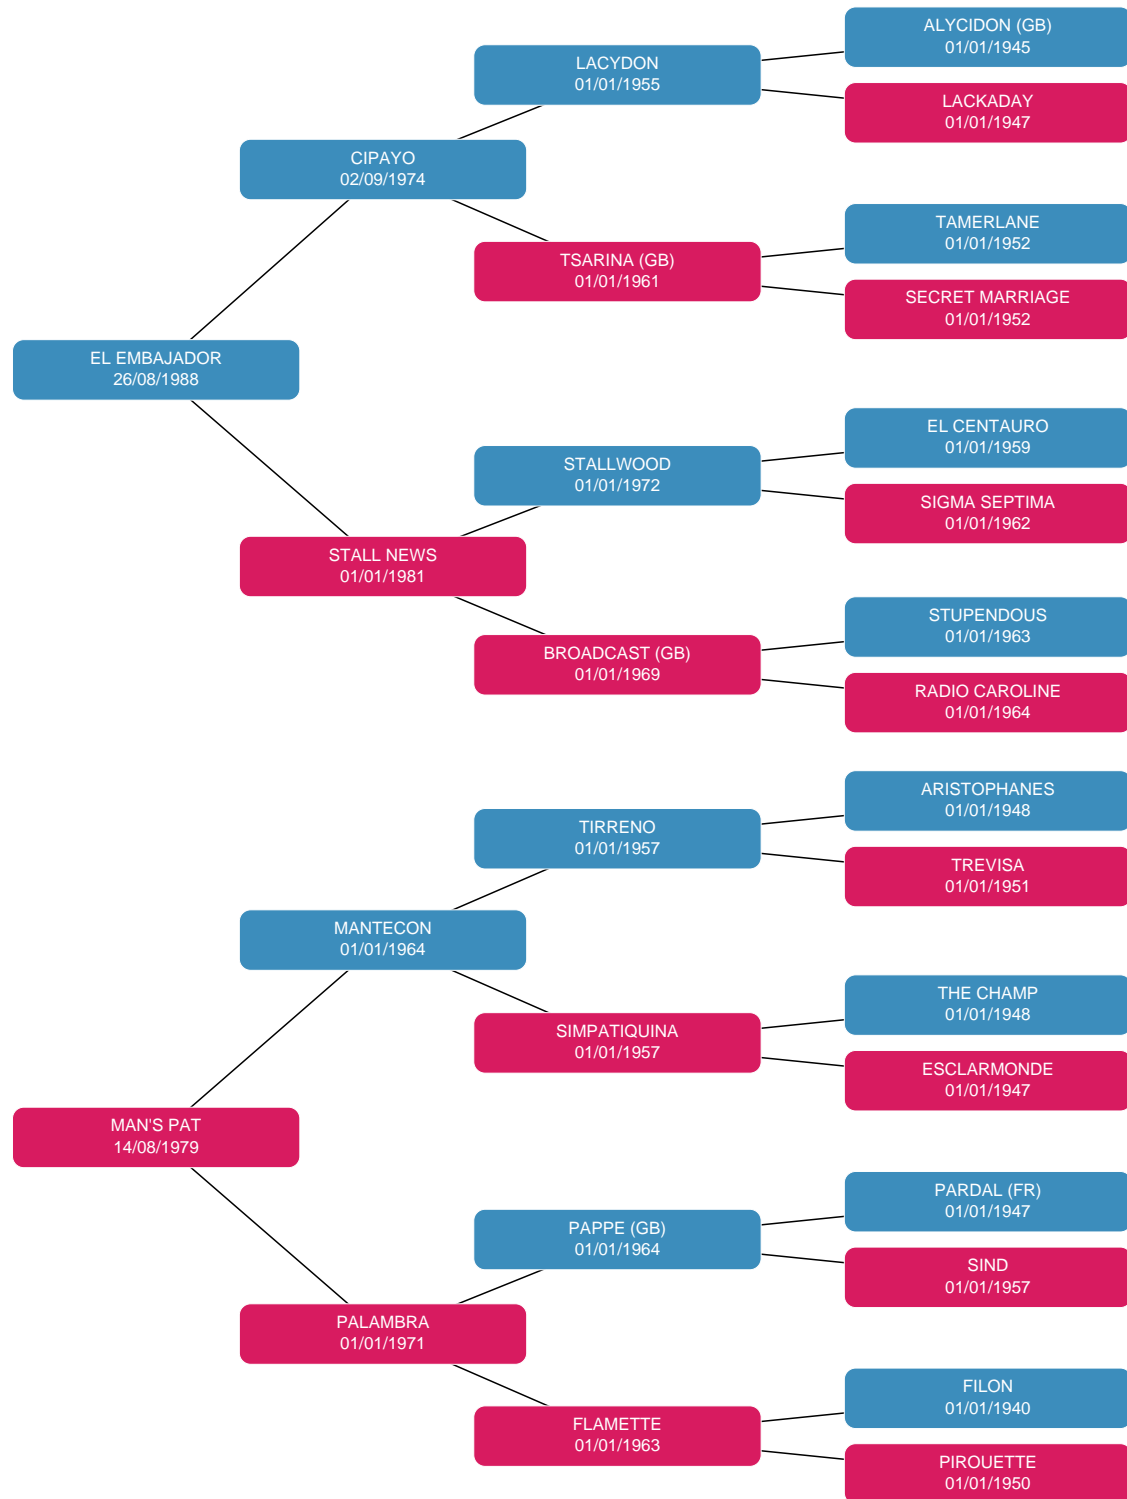 ALYCIDON (GB)
01/01/1945
LACYDON
01/01/1955
LACKADAY
01/01/1947
CIPAYO
02/09/1974
TAMERLANE
01/01/1952
TSARINA (GB)
01/01/1961
SECRET MARRIAGE
01/01/1952
EL EMBAJADOR
26/08/1988
EL CENTAURO
01/01/1959
STALLWOOD
01/01/1972
SIGMA SEPTIMA
01/01/1962
STALL NEWS
01/01/1981
STUPENDOUS
01/01/1963
BROADCAST (GB)
01/01/1969
RADIO CAROLINE
01/01/1964
ARISTOPHANES
01/01/1948
TIRRENO
01/01/1957
TREVISA
01/01/1951
MANTECON
01/01/1964
THE CHAMP
01/01/1948
SIMPATIQUINA
01/01/1957
ESCLARMONDE
01/01/1947
MAN'S PAT
14/08/1979
PARDAL (FR)
01/01/1947
PAPPE (GB)
01/01/1964
SIND
01/01/1957
PALAMBRA
01/01/1971
FILON
01/01/1940
FLAMETTE
01/01/1963
PIROUETTE
01/01/1950